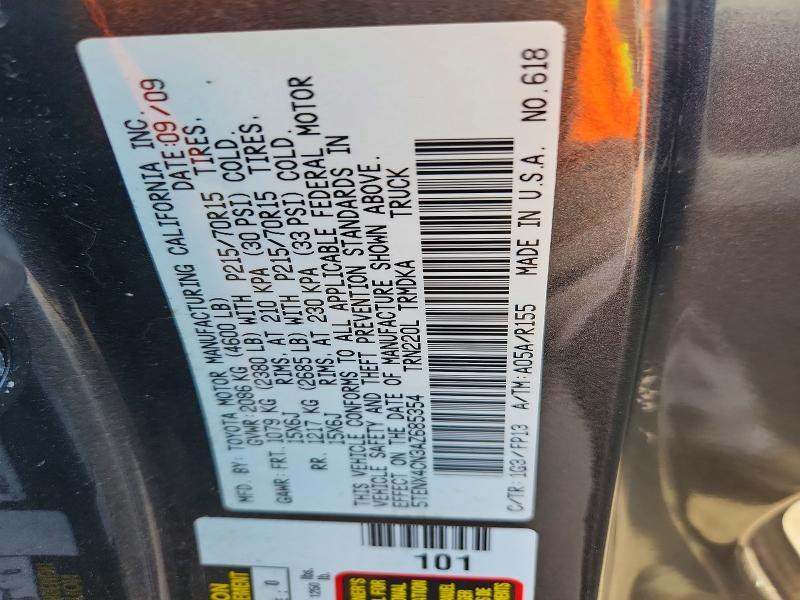 MFD. BY: TOYOTA MOTOR MANUFACTURING CALIFORNIA INC.
GVWR: 2086 KG (4600 LB) DATE: 09/09
GAWR: FRT. 1079 KG (2380 LB) WITH P215/70R15 TIRES,
15X6J RIMS, AT 210 KPA (30 PSI) COLD.
RR. 1217 KG (2685 LB) WITH P215/70R15 TIRES,
15X6J RIMS, AT 230 KPA (33 PSI) COLD.
THIS VEHICLE CONFORMS TO ALL APPLICABLE FEDERAL MOTOR
VEHICLE SAFETY AND THEFT PREVENTION STANDARDS IN
EFFECT ON THE DATE OF MANUFACTURE SHOWN ABOVE.
5TENX4CN3AZ685354 TRN220L TRMDKA TRUCK
C/TR: 1G3/FP13 A/TM: A05A/R155 MADE IN U.S.A. NO. 618
101